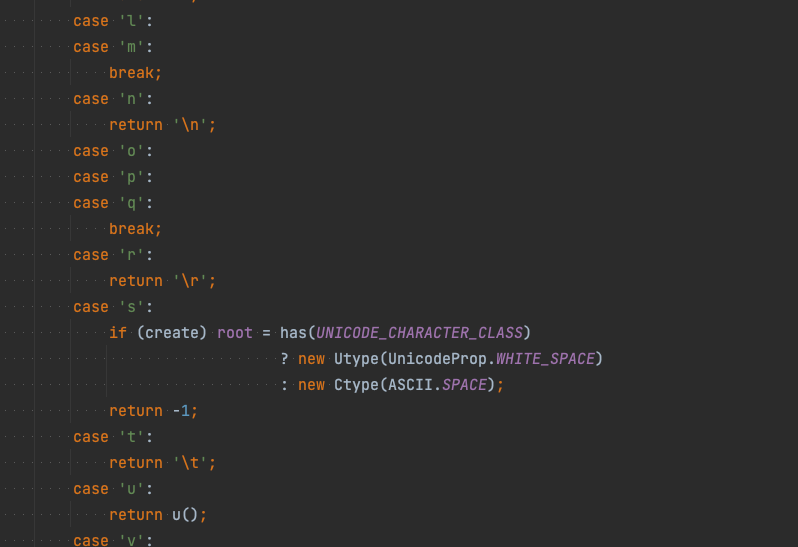 case 'l':
case 'm':
break;
case 'n':
return '\n';
case 'o':
case 'p':
case 'q':
break;
case 'r':
return '\r';
case 's':
if (create) root = has(UNICODE_CHARACTER_CLASS)
? new Utype(UnicodeProp.WHITE_SPACE)
: new Ctype(ASCII.SPACE);
return -1;
case 't':
return '\t';
case 'u':
return u();
case 'v':